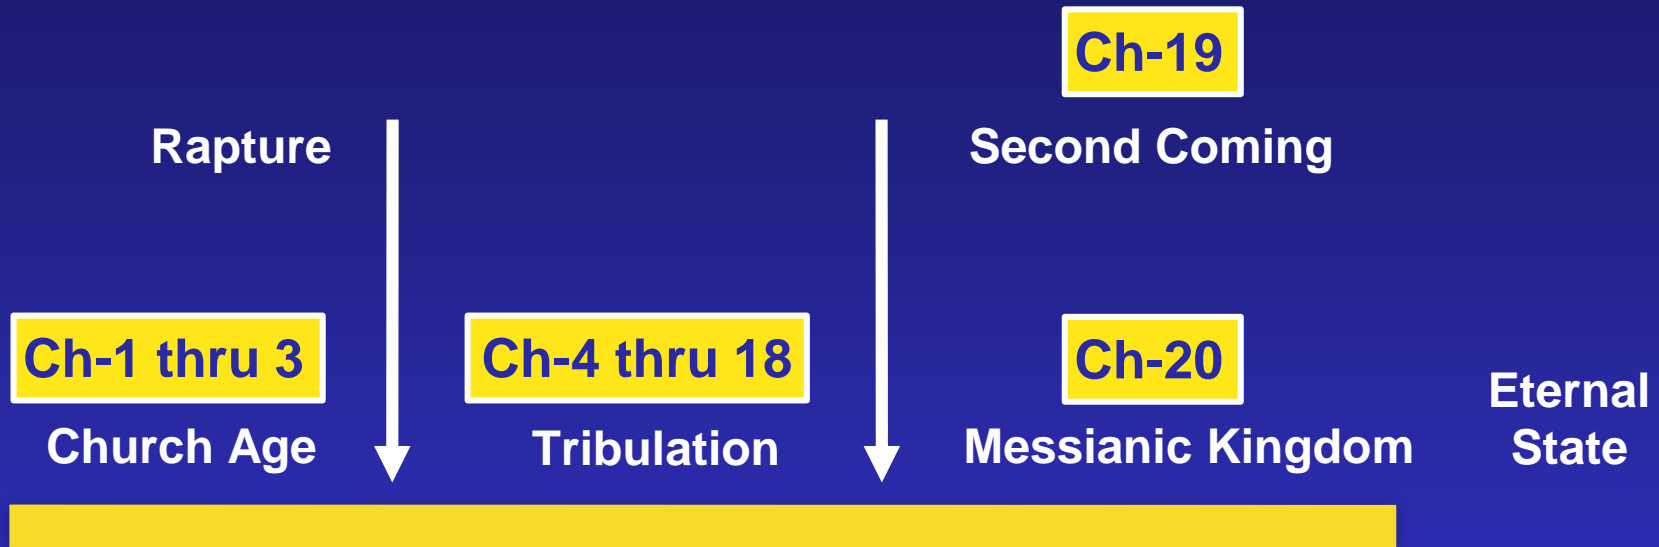 Ch-19
Rapture
Second Coming
Ch-1 thru 3
Ch-4 thru 18
Ch-20
Church Age
Tribulation
Messianic Kingdom
Eternal
State